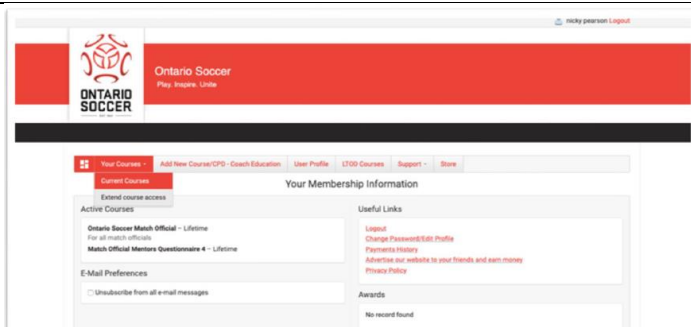 nicky pearson Logout
ONTARIO
SOCCER
Ontario Soccer
Play. Inspire. Unite
Your Courses
Add New Course/CPD - Coach Education
User Profile
LTOD Courses
Support
Store
Current Courses
Extend course access
Your Membership Information
Active Courses
Ontario Soccer Match Official – Lifetime
For all match officials
Match Official Mentors Questionnaire 4 – Lifetime
E-Mail Preferences
Unsubscribe from all e-mail messages
Useful Links
Logout
Change Password/Edit Profile
Payments History
Advertise our website to your friends and earn money
Privacy Policy
Awards
No record found